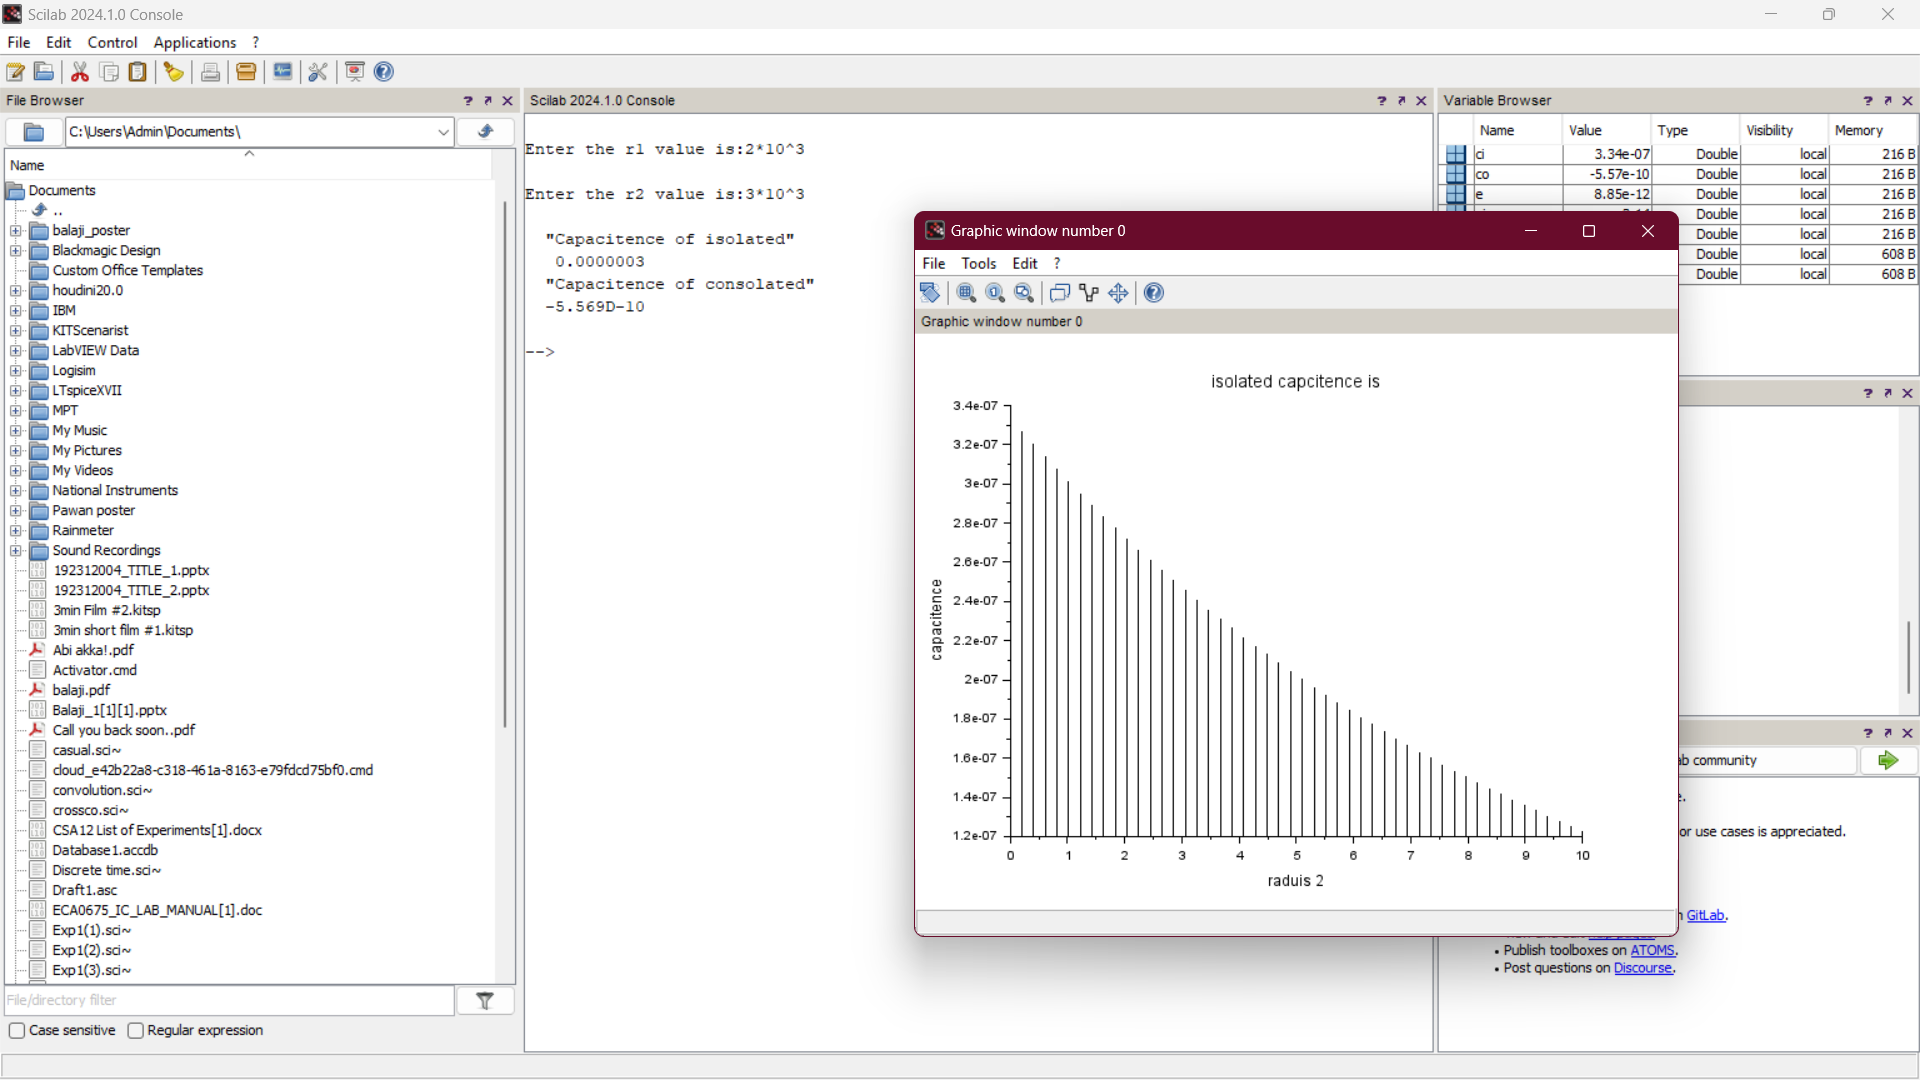 Scilab 2024.1.0 Console
File Edit Control Applications ?
File Browser
C:\Users\Admin\Documents\
Name
Documents
..
balaji_poster
Blackmagic Design
Custom Office Templates
houdini20.0
IBM
KITScenarist
LabVIEW Data
Logisim
LTspiceXVII
MPT
My Music
My Pictures
My Videos
National Instruments
Pawan poster
Rainmeter
Sound Recordings
192312004_TITLE_1.pptx
192312004_TITLE_2.pptx
3min Film #2.kitsp
3min short film #1.kitsp
Abi akka!.pdf
Activator.cmd
balaji.pdf
Balaji_1[1][1].pptx
Call you back soon..pdf
casual.sci~
cloud_e42b22a8-c318-461a-8163-e79fdcd75bf0.cmd
convolution.sci~
crossco.sci~
CSA12 List of Experiments[1].docx
Database1.accdb
Discrete time.sci~
Draft1.asc
ECA0675_IC_LAB_MANUAL[1].doc
Exp1(1).sci~
Exp1(2).sci~
Exp1(3).sci~
File/directory filter
Case sensitive Regular expression
Scilab 2024.1.0 Console
Enter the r1 value is:2*10^3
Enter the r2 value is:3*10^3
"Capacitence of isolated"
0.0000003
"Capacitence of consolated"
-5.569D-10
-->
Variable Browser
Name Value Type Visibility Memory
ci 3.34e-07 Double local 216 B
co -5.57e-10 Double local 216 B
e 8.85e-12 Double local 216 B
Double local 216 B
Double local 216 B
Double local 608 B
Double local 608 B
Graphic window number 0
File Tools Edit ?
Graphic window number 0
isolated capcitence is
capacitence
3.4e-07
3.2e-07
3e-07
2.8e-07
2.6e-07
2.4e-07
2.2e-07
2e-07
1.8e-07
1.6e-07
1.4e-07
1.2e-07
0 1 2 3 4 5 6 7 8 9 10
raduis 2
community
or use cases is appreciated.
GitLab.
• Publish toolboxes on ATOMS.
• Post questions on Discourse.